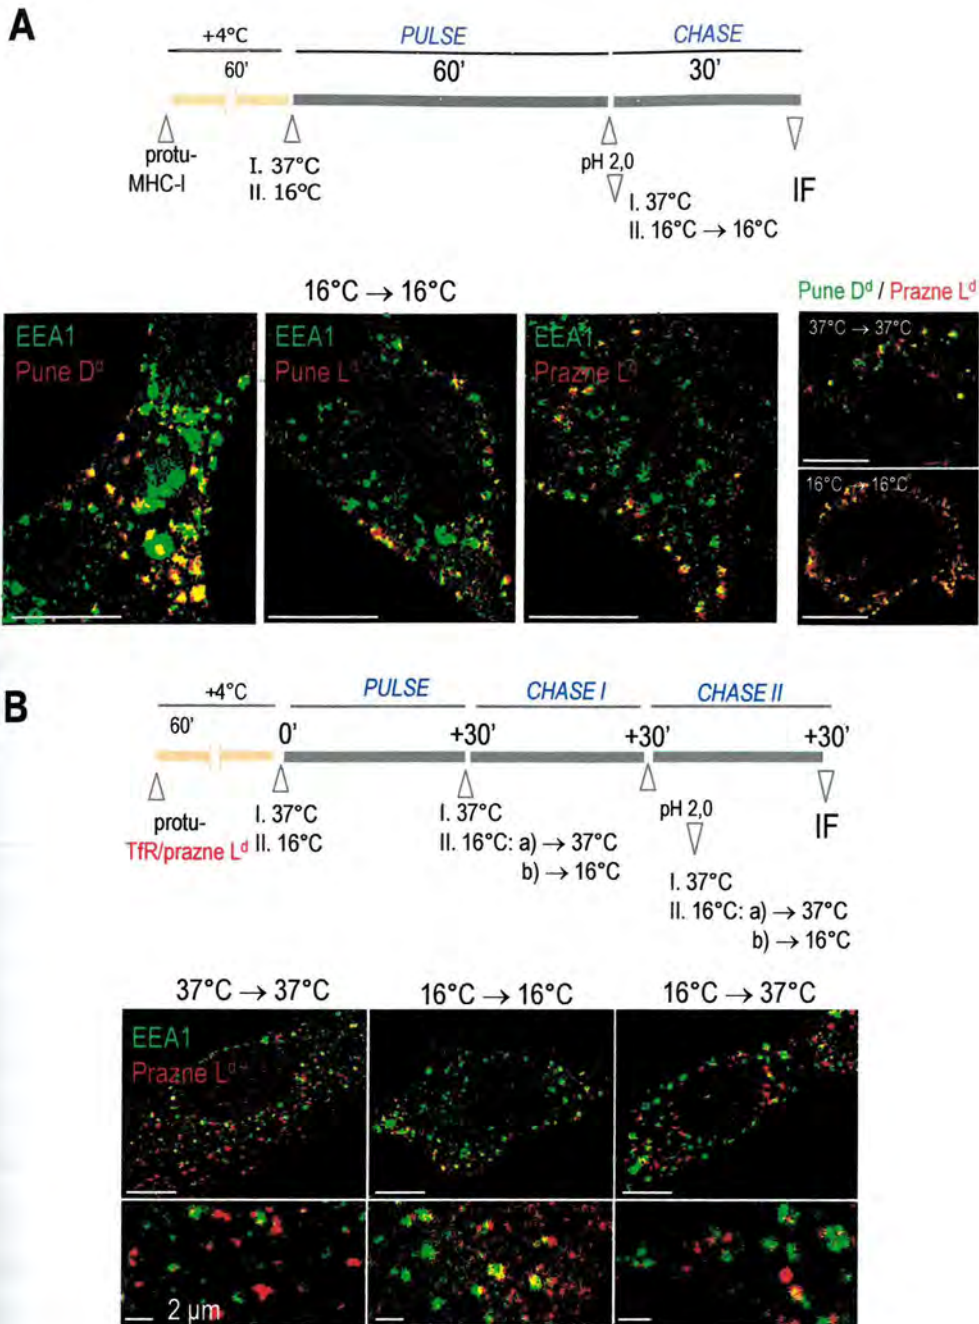 A
+4°C PULSE CHASE
60' 60' 30'
protu-
MHC-I
I. 37°C
II. 16°C
pH 2,0
I. 37°C
II. 16°C → 16°C
IF
16°C → 16°C
Pune Dᵈ / Prazne Lᵈ
EEA1
Pune Dᵈ
EEA1
Pune Lᵈ
EEA1
Prazne Lᵈ
37°C → 37°C
16°C → 16°C
B
+4°C PULSE CHASE I CHASE II
60' 0' +30' +30' +30'
protu-
TfR/prazne Lᵈ
I. 37°C
II. 16°C
I. 37°C
II. 16°C: a) → 37°C
b) → 16°C
pH 2,0
I. 37°C
II. 16°C: a) → 37°C
b) → 16°C
IF
37°C → 37°C 16°C → 16°C 16°C → 37°C
EEA1
Prazne Lᵈ
2 µm